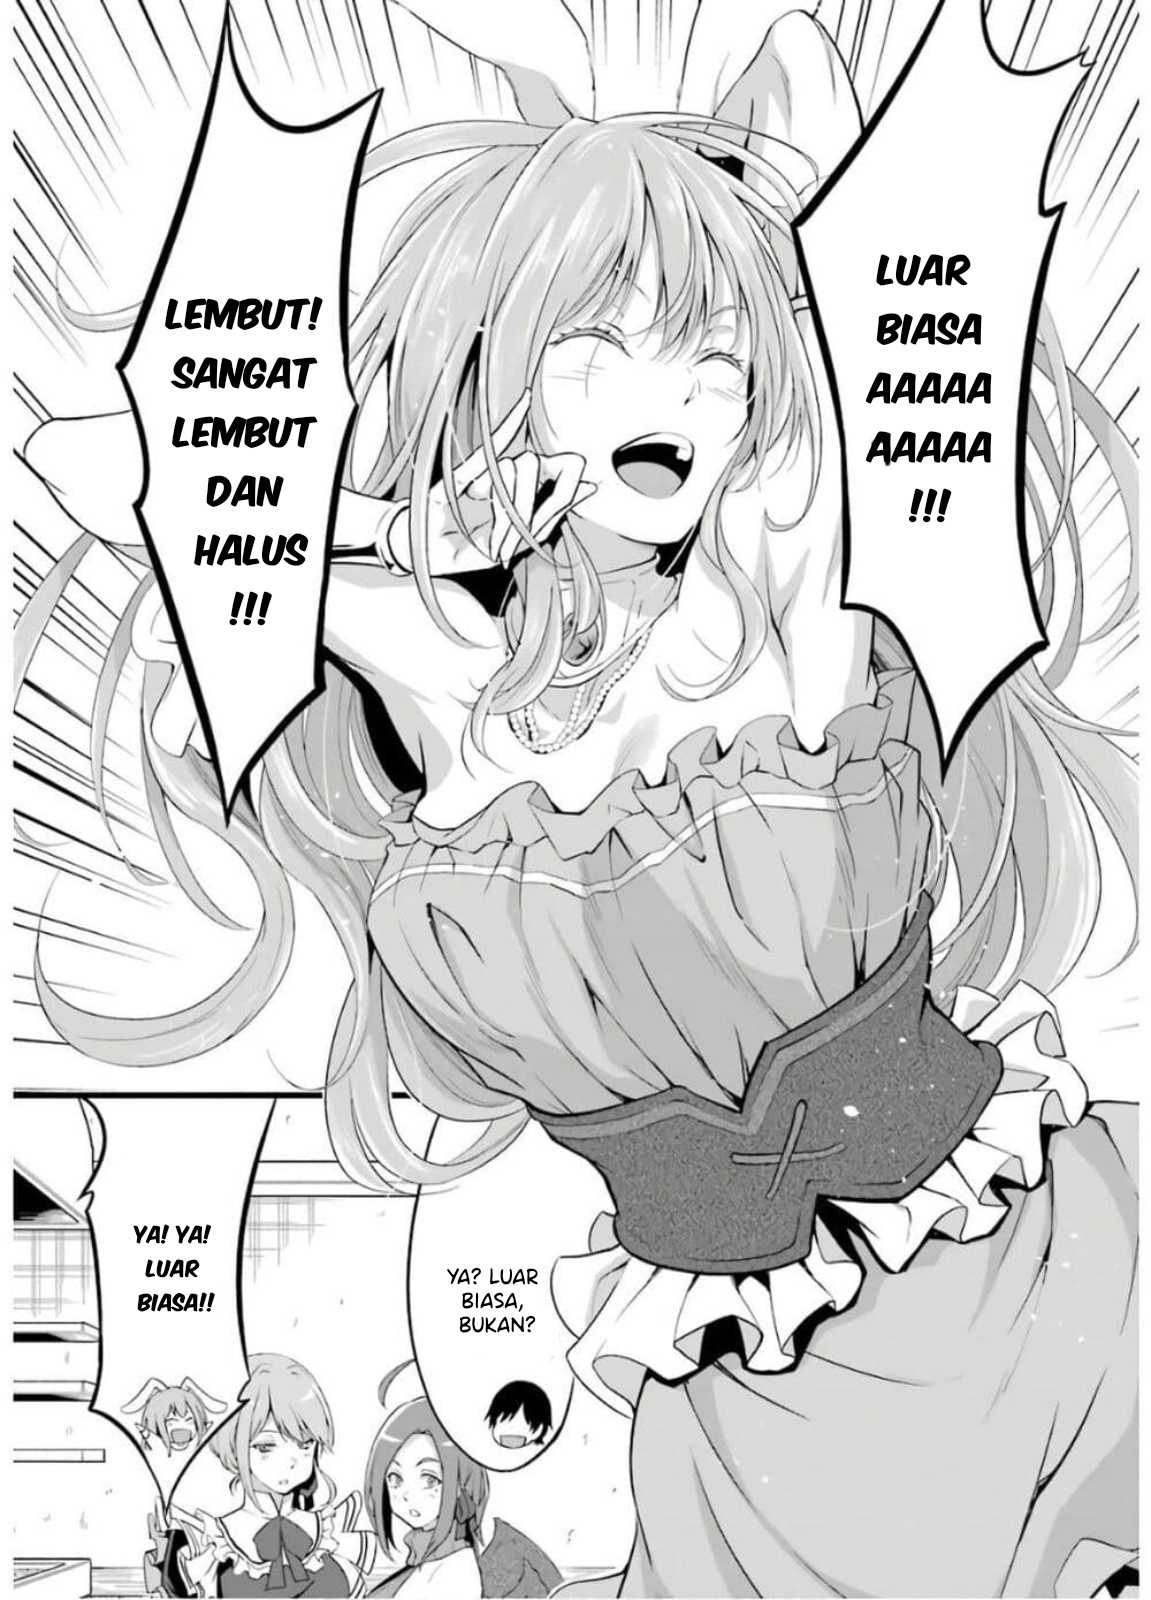 LUAR
BIASA
AAAAA
AAAAA
!!!
LEMBUT!
SANGAT
LEMBUT
DAN
HALUS
!!!
YA? LUAR
BIASA,
BUKAN?
YA! YA!
LUAR
BIASA!!